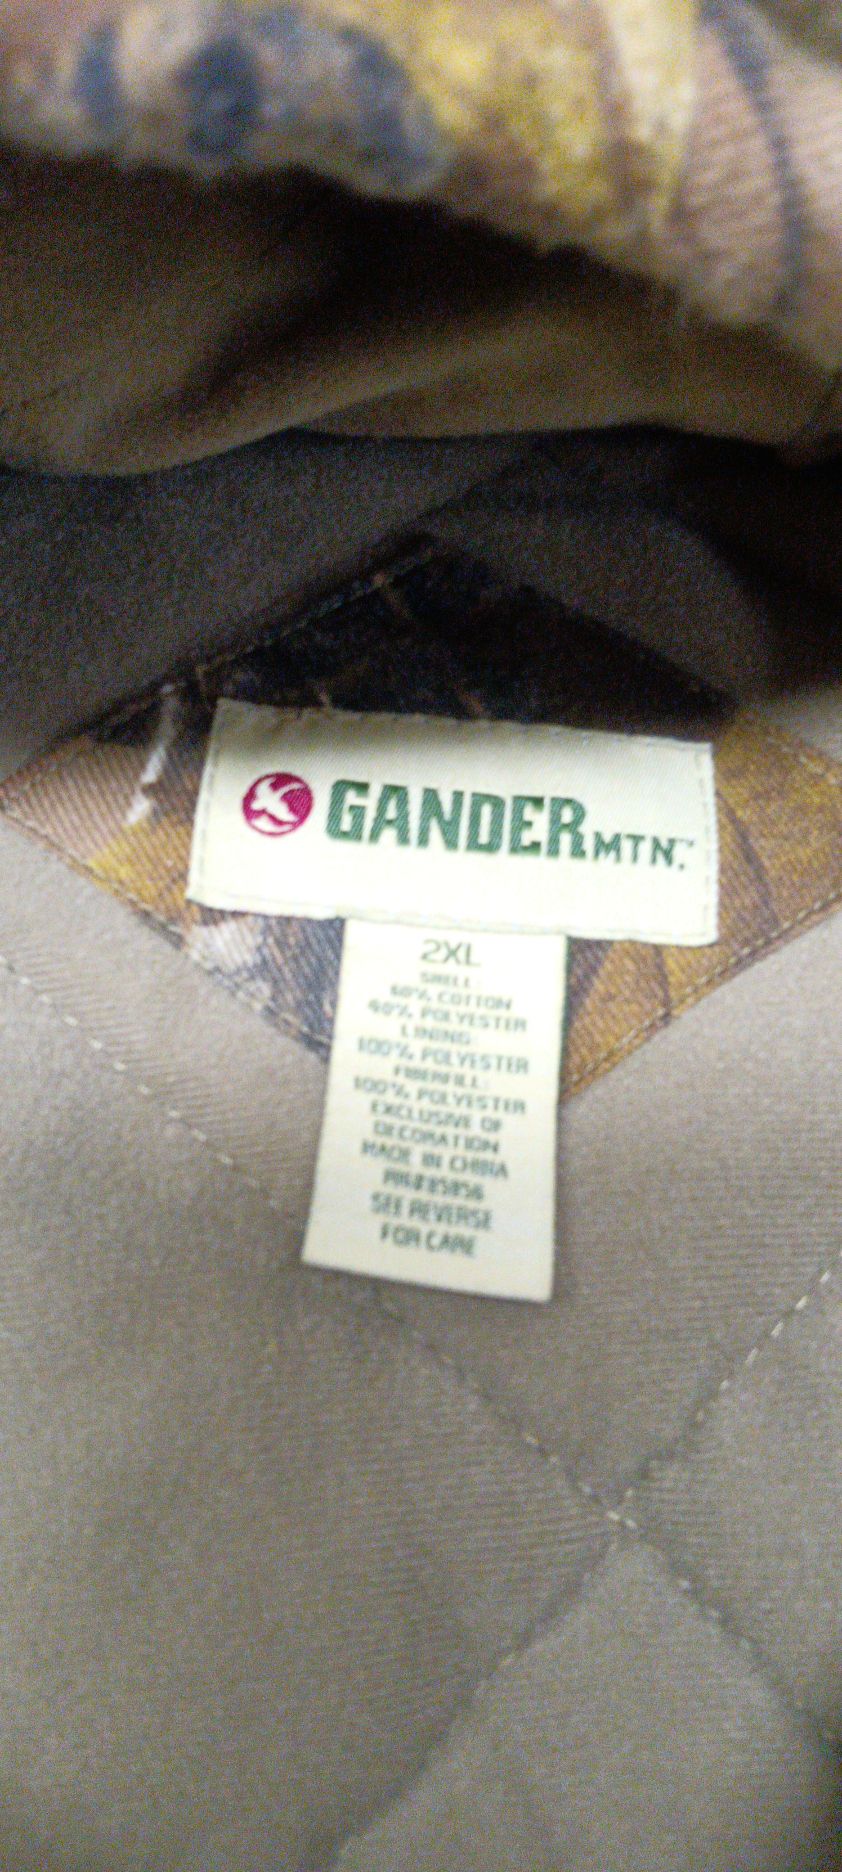 GANDER MTN.™
2XL
SHELL:
60% COTTON
40% POLYESTER
LINING:
100% POLYESTER
FIBERFILL:
100% POLYESTER
EXCLUSIVE OF
DECORATION
MADE IN CHINA
SEE REVERSE
FOR CARE